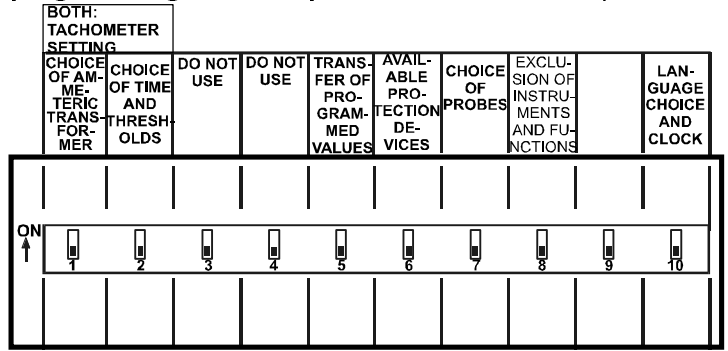 BOTH:
TACHOMETER
SETTING
CHOICE
OF AM-
ME-
TERIC
TRANS-
FOR-
MER
CHOICE
OF TIME
AND
THRESH-
OLDS
DO NOT
USE
DO NOT
USE
TRANS-
FER OF
PRO-
GRAM-
MED
VALUES
AVAIL-
ABLE
PRO-
TECTION
DE-
VICES
CHOICE
OF
PROBES
EXCLU-
SION OF
INSTRU-
MENTS
AND FU-
NCTIONS
LAN-
GUAGE
CHOICE
AND
CLOCK
ON
1 2 3 4 5 6 7 8 9 10